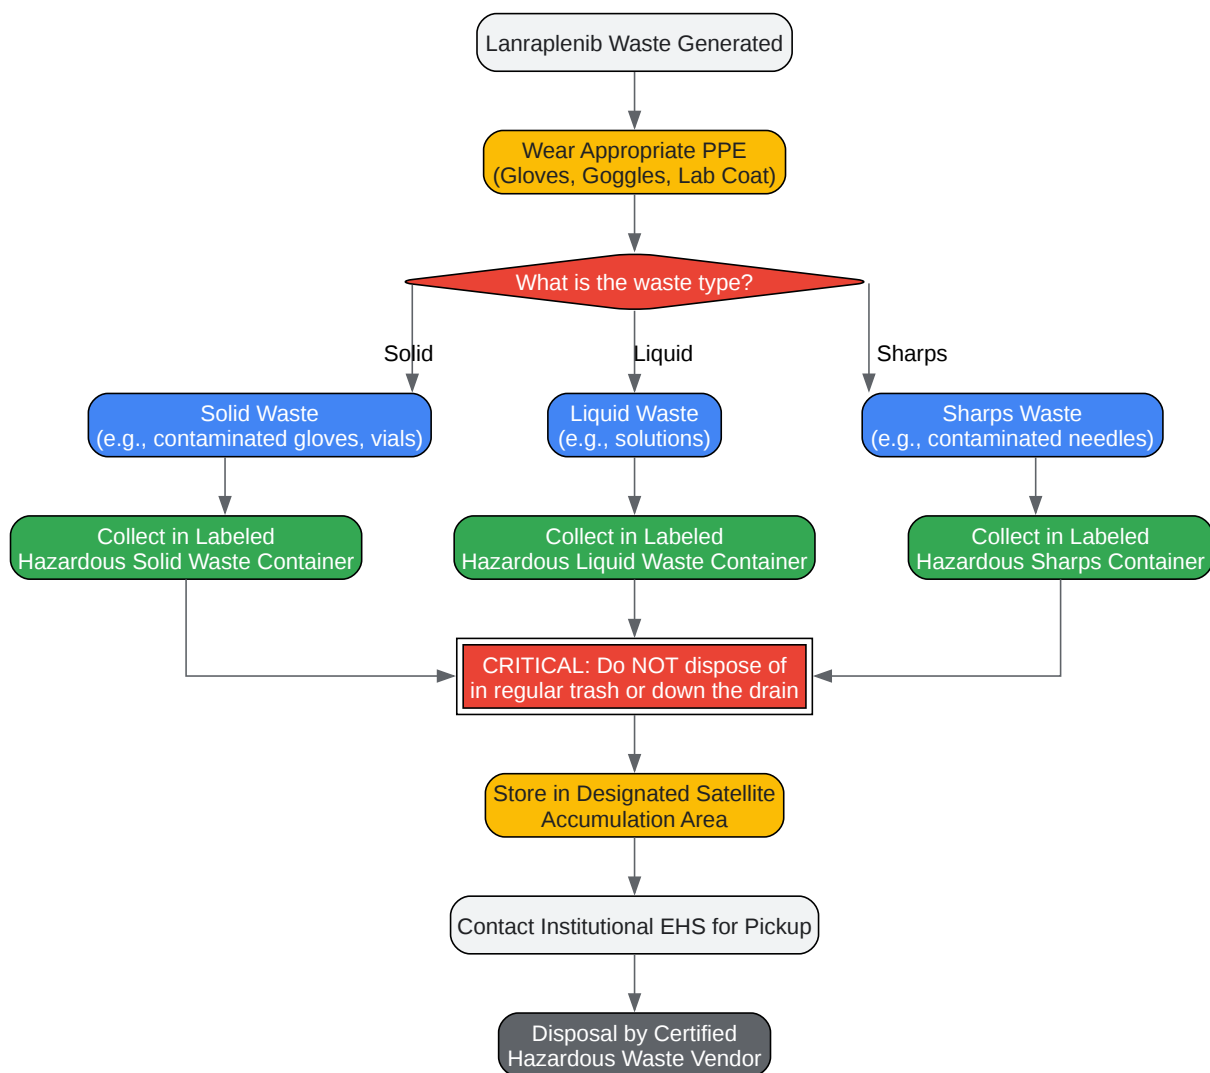 Lanraplenib Waste Generated
Wear Appropriate PPE
(Gloves, Goggles, Lab Coat)
What is the waste type?
Solid
Liquid
Sharps
Solid Waste
(e.g., contaminated gloves, vials)
Liquid Waste
(e.g., solutions)
Sharps Waste
(e.g., contaminated needles)
Collect in Labeled
Hazardous Solid Waste Container
Collect in Labeled
Hazardous Liquid Waste Container
Collect in Labeled
Hazardous Sharps Container
CRITICAL: Do NOT dispose of
in regular trash or down the drain
Store in Designated Satellite
Accumulation Area
Contact Institutional EHS for Pickup
Disposal by Certified
Hazardous Waste Vendor